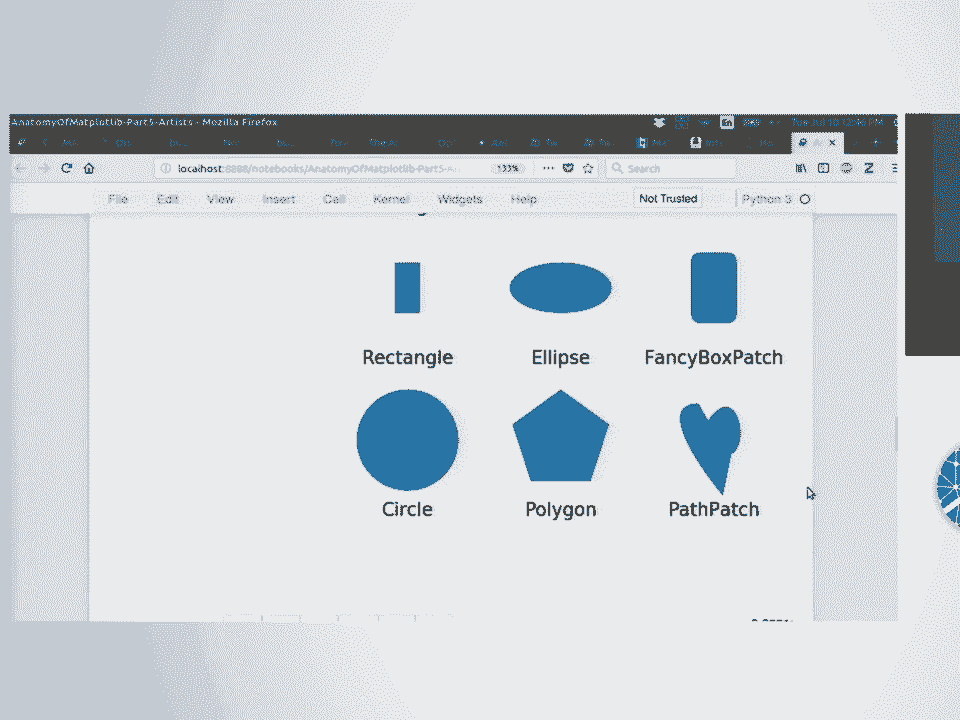 AnatomyOfMatplotlib-Part5-Artists - Mozilla Firefox
En
localhost:8888/notebooks/AnatomyOfMatplotlib-Part5-Ar
133%
Search
File Edit View Insert Cell Kernel Widgets Help
Not Trusted
Python 3
Rectangle Ellipse FancyBoxPatch
Circle Polygon PathPatch